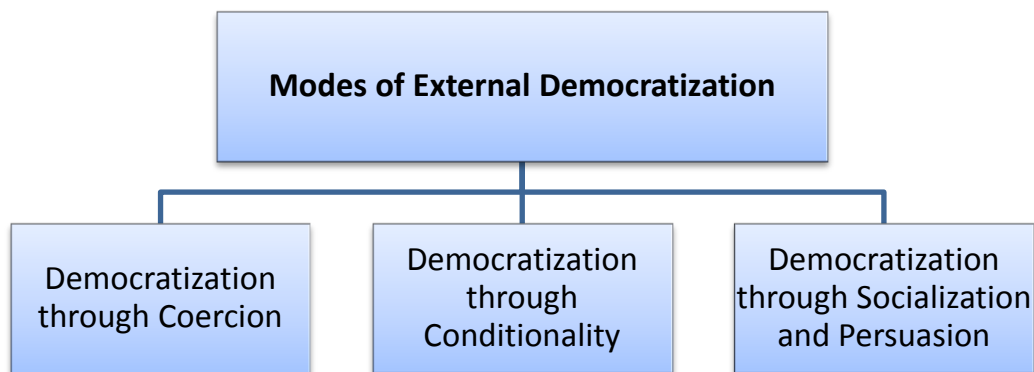 Modes of External Democratization
Democratization
through Coercion
Democratization
through
Conditionality
Democratization
through Socialization
and Persuasion